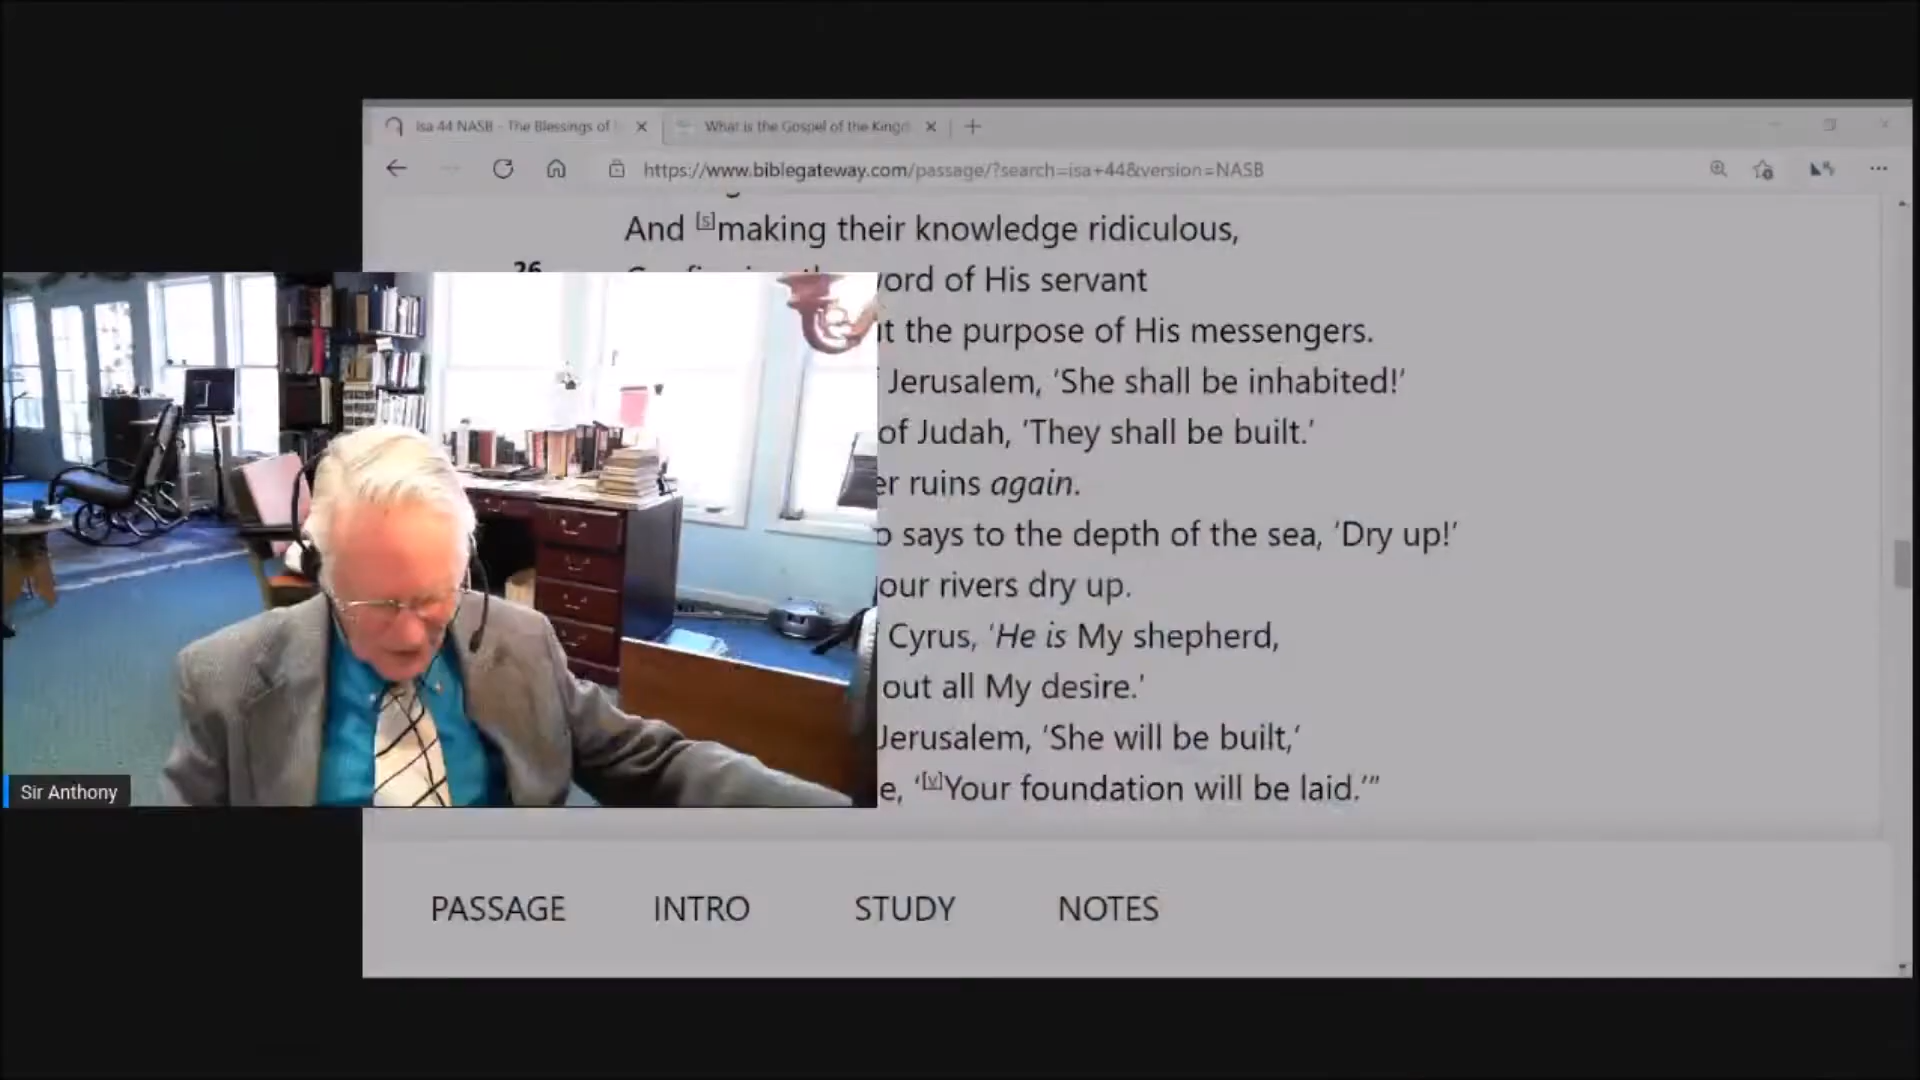 Isa 44 NASB - The Blessings of
What is the Gospel of the Kingd
https://www.biblegateway.com/passage/?search=isa+44&version=NASB
And [s]making their knowledge ridiculous,
26
word of His servant
the purpose of His messengers.
Jerusalem, ‘She shall be inhabited!’
of Judah, ‘They shall be built.’
ruins again.
says to the depth of the sea, ‘Dry up!’
our rivers dry up.
Cyrus, ‘He is My shepherd,
out all My desire.’
Jerusalem, ‘She will be built,’
‘[v]Your foundation will be laid.’”
Sir Anthony
PASSAGE INTRO STUDY NOTES